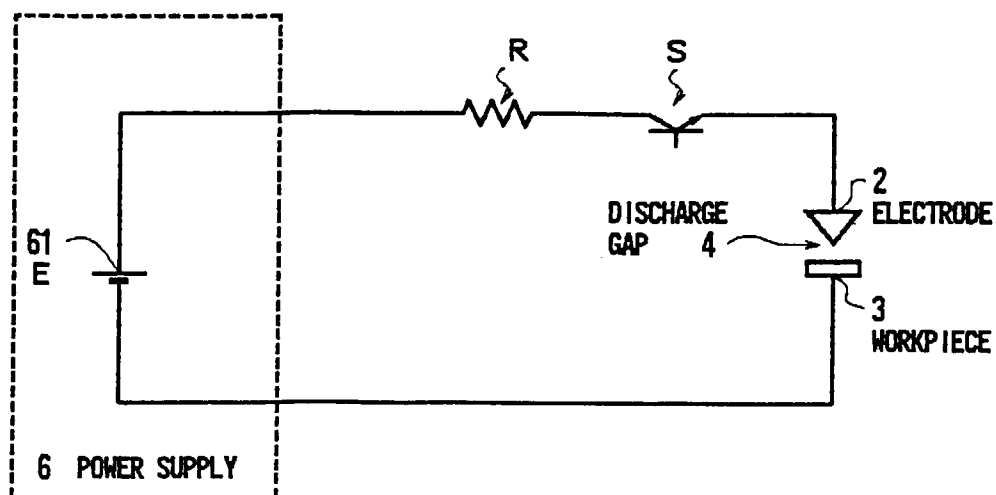 R
S
2
ELECTRODE
DISCHARGE
GAP 4
61
E
3
WORKPIECE
6 POWER SUPPLY